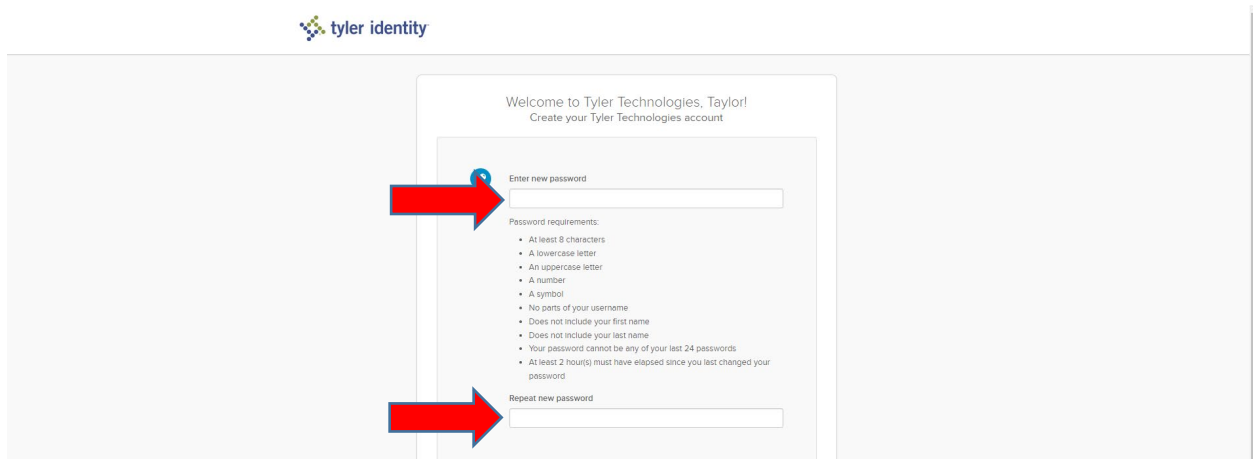 tyler identity
Welcome to Tyler Technologies, Taylor!
Create your Tyler Technologies account
Enter new password
Password requirements:
• At least 8 characters
• A lowercase letter
• An uppercase letter
• A number
• A symbol
• No parts of your username
• Does not include your first name
• Does not include your last name
• Your password cannot be any of your last 24 passwords
• At least 2 hour(s) must have elapsed since you last changed your
password
Repeat new password